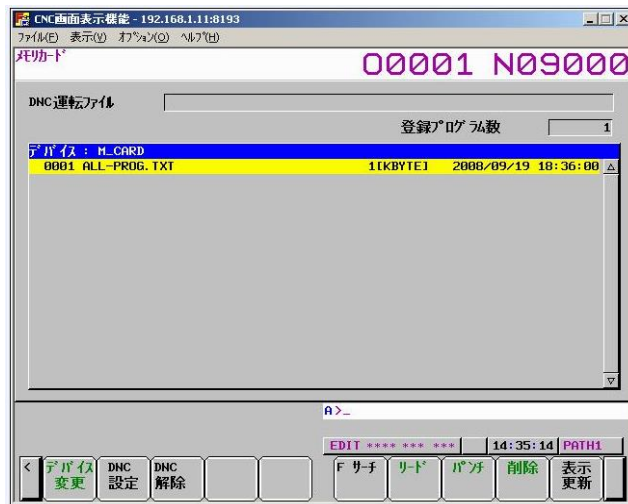 CNC画面表示機能 - 192.168.1.11:8193
ファイル(F) 表示(V) オプション(O) ヘルプ(H)
メモリカード
O0001 N09000
DNC運転ファイル
登録プログラム数 1
デバイス : M_CARD
0001 ALL-PROG.TXT 1[KBYTE] 2008/09/19 18:36:00
A>_
EDIT **** *** *** 14:35:14 PATH1
< デバイス変更 DNC設定 DNC解除 F サーチ リード パンチ 削除 表示更新